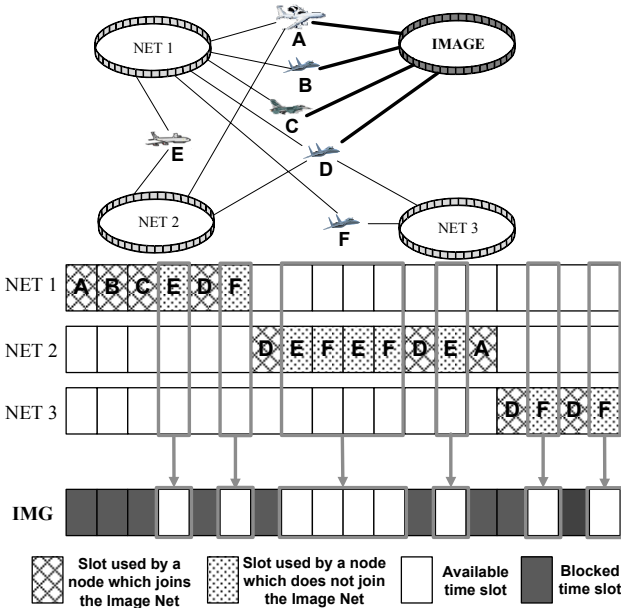 NET 1
A
IMAGE
B
C
E
D
NET 2
F
NET 3
NET 1 A B C E D F
NET 2 D E F E F D E A
NET 3 D F D F
IMG
Slot used by a
node which joins
the Image Net
Slot used by a node
which does not join
the Image Net
Available
time slot
Blocked
time slot